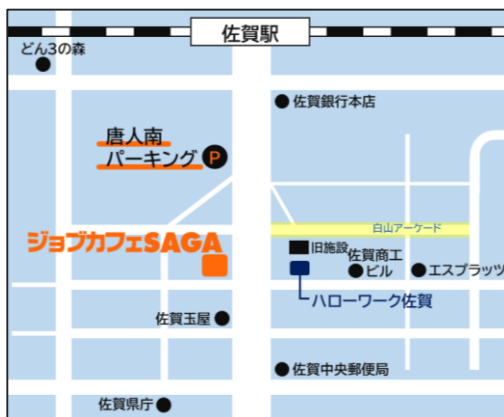 佐賀駅
どん3の森
佐賀銀行本店
唐人南
パーキング
P
白山アーケード
ジョブカフェSAGA
旧施設
佐賀商工
ビル
エスプラッツ
ハローワーク佐賀
佐賀玉屋
佐賀中央郵便局
佐賀県庁